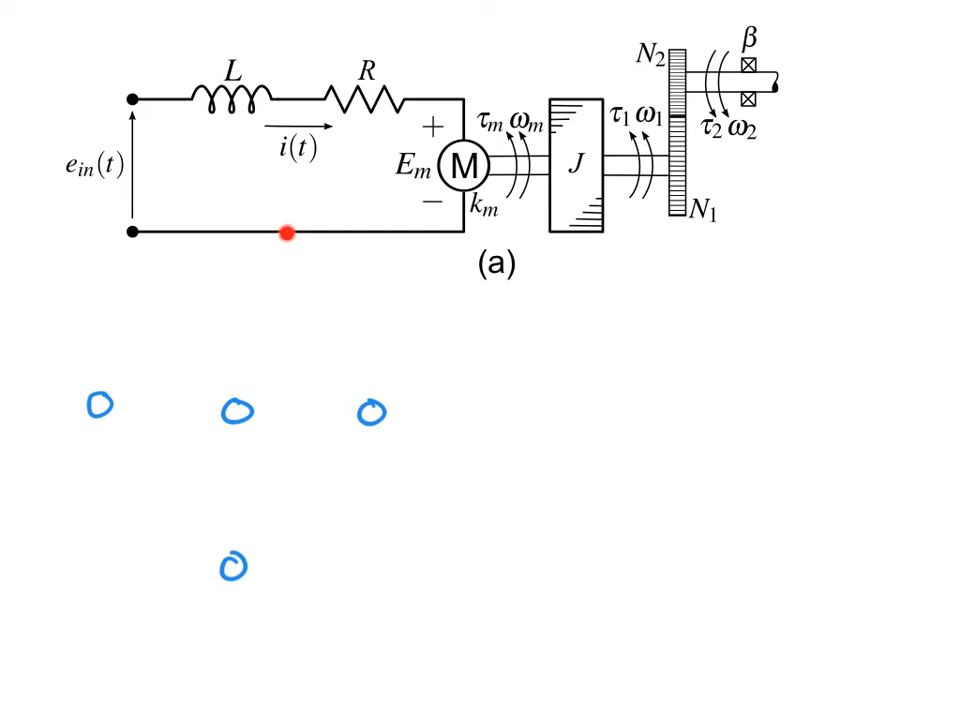 L R N₂ β
+ τₘ ωₘ τ₁ ω₁ τ₂ ω₂
eᵢₙ(t) i(t) Eₘ M J
− kₘ N₁
(a)